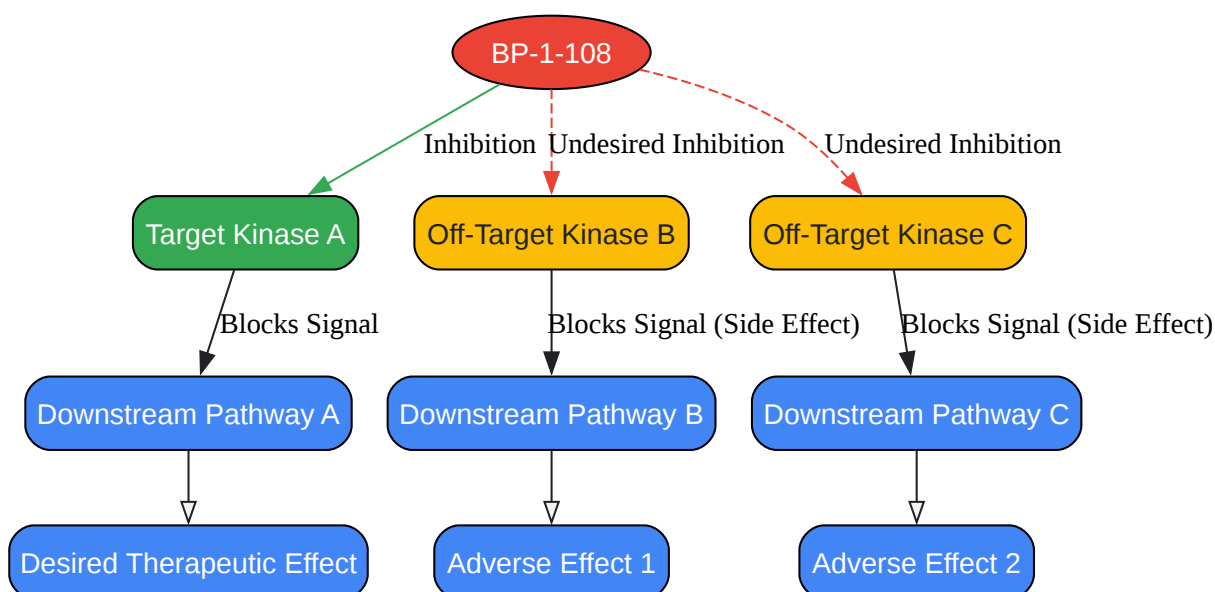 BP-1-108
Inhibition
Undesired Inhibition
Undesired Inhibition
Target Kinase A
Off-Target Kinase B
Off-Target Kinase C
Blocks Signal
Blocks Signal (Side Effect)
Blocks Signal (Side Effect)
Downstream Pathway A
Downstream Pathway B
Downstream Pathway C
Desired Therapeutic Effect
Adverse Effect 1
Adverse Effect 2